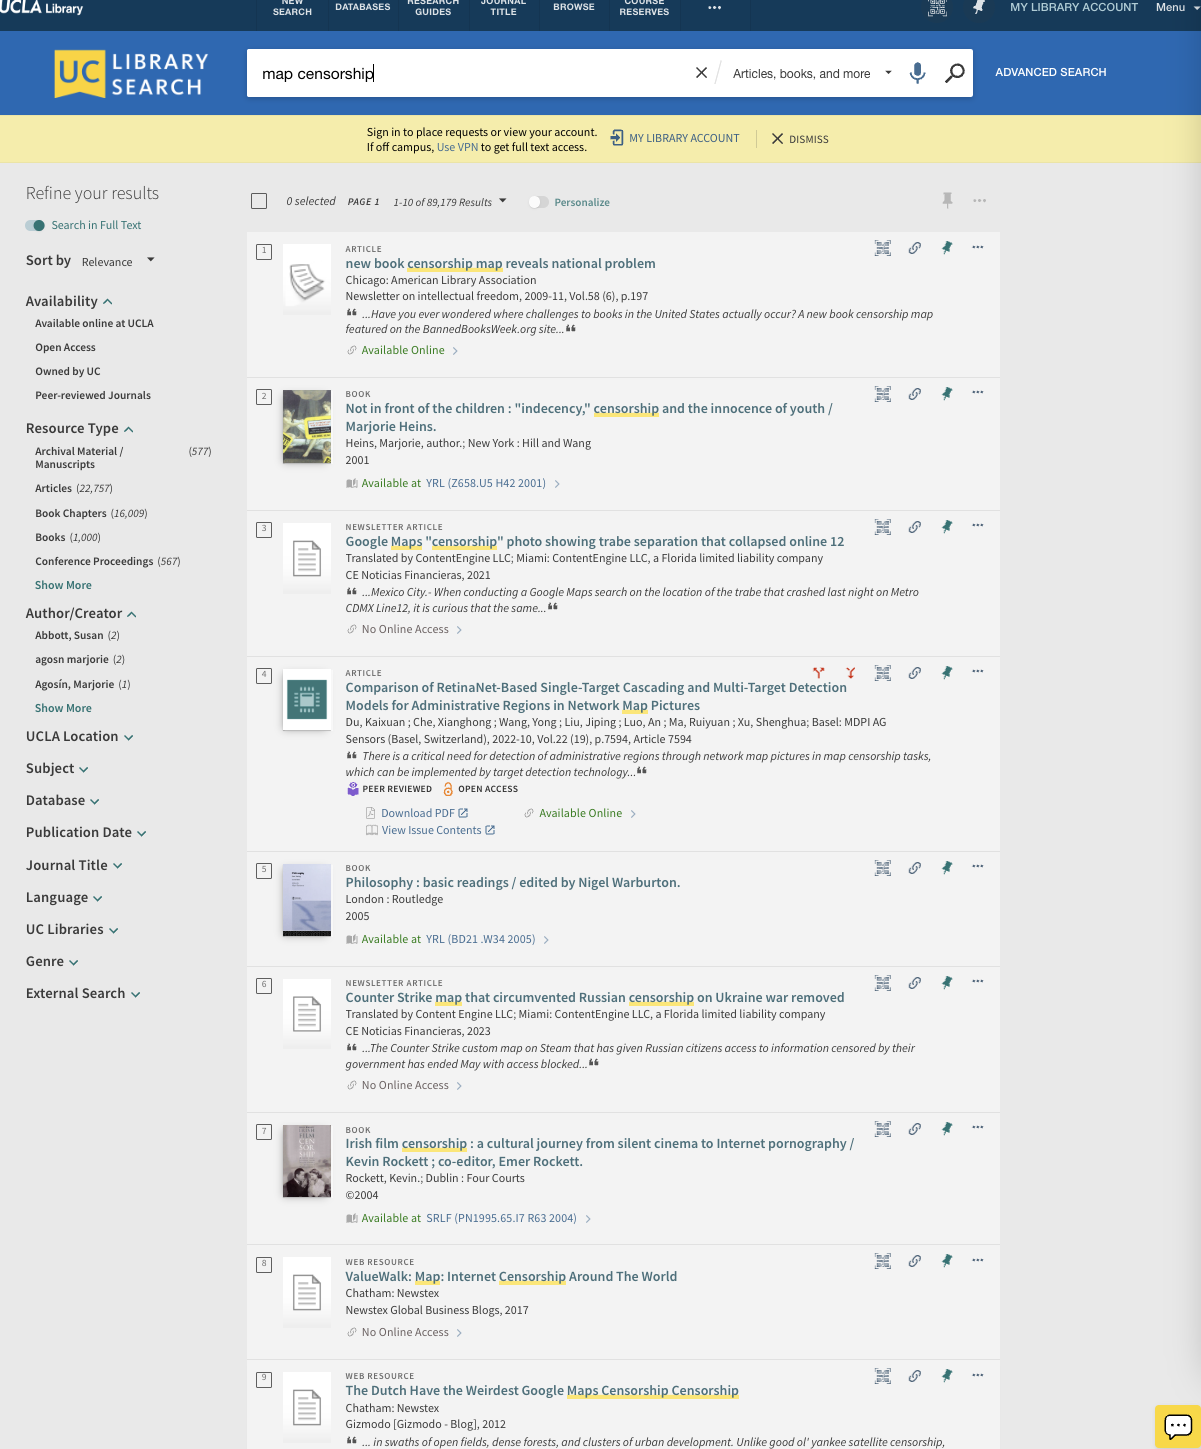 UCLA Library
NEW
SEARCH
DATABASES
RESEARCH
GUIDES
JOURNAL
TITLE
BROWSE
COURSE
RESERVES
MY LIBRARY ACCOUNT
Menu
UC LIBRARY
SEARCH
map censorship
Articles, books, and more
ADVANCED SEARCH
Sign in to place requests or view your account.
If off campus, Use VPN to get full text access.
MY LIBRARY ACCOUNT
DISMISS
Refine your results
Search in Full Text
Sort by Relevance
Availability
Available online at UCLA
Open Access
Owned by UC
Peer-reviewed Journals
Resource Type
Archival Material / (577)
Manuscripts
Articles (22,757)
Book Chapters (16,009)
Books (1,000)
Conference Proceedings (567)
Show More
Author/Creator
Abbott, Susan (2)
agosn marjorie (2)
Agosín, Marjorie (1)
Show More
UCLA Location
Subject
Database
Publication Date
Journal Title
Language
UC Libraries
Genre
External Search
0 selected PAGE 1 1-10 of 89,179 Results Personalize
1
ARTICLE
new book censorship map reveals national problem
Chicago: American Library Association
Newsletter on intellectual freedom, 2009-11, Vol.58 (6), p.197
❝ ...Have you ever wondered where challenges to books in the United States actually occur? A new book censorship map
featured on the BannedBooksWeek.org site...❝
Available Online
2
BOOK
Not in front of the children : "indecency," censorship and the innocence of youth /
Marjorie Heins.
Heins, Marjorie, author.; New York : Hill and Wang
2001
Available at YRL (Z658.U5 H42 2001)
3
NEWSLETTER ARTICLE
Google Maps "censorship" photo showing trabe separation that collapsed online 12
Translated by ContentEngine LLC; Miami: ContentEngine LLC, a Florida limited liability company
CE Noticias Financieras, 2021
❝ ...Mexico City.- When conducting a Google Maps search on the location of the trabe that crashed last night on Metro
CDMX Line12, it is curious that the same...❝
No Online Access
4
ARTICLE
Comparison of RetinaNet-Based Single-Target Cascading and Multi-Target Detection
Models for Administrative Regions in Network Map Pictures
Du, Kaixuan ; Che, Xianghong ; Wang, Yong ; Liu, Jiping ; Luo, An ; Ma, Ruiyuan ; Xu, Shenghua; Basel: MDPI AG
Sensors (Basel, Switzerland), 2022-10, Vol.22 (19), p.7594, Article 7594
❝ There is a critical need for detection of administrative regions through network map pictures in map censorship tasks,
which can be implemented by target detection technology...❝
PEER REVIEWED OPEN ACCESS
Download PDF Available Online
View Issue Contents
5
BOOK
Philosophy : basic readings / edited by Nigel Warburton.
London : Routledge
2005
Available at YRL (BD21 .W34 2005)
6
NEWSLETTER ARTICLE
Counter Strike map that circumvented Russian censorship on Ukraine war removed
Translated by Content Engine LLC; Miami: ContentEngine LLC, a Florida limited liability company
CE Noticias Financieras, 2023
❝ ...The Counter Strike custom map on Steam that has given Russian citizens access to information censored by their
government has ended May with access blocked...❝
No Online Access
7
BOOK
Irish film censorship : a cultural journey from silent cinema to Internet pornography /
Kevin Rockett ; co-editor, Emer Rockett.
Rockett, Kevin.; Dublin : Four Courts
©2004
Available at SRLF (PN1995.65.I7 R63 2004)
8
WEB RESOURCE
ValueWalk: Map: Internet Censorship Around The World
Chatham: Newstex
Newstex Global Business Blogs, 2017
No Online Access
9
WEB RESOURCE
The Dutch Have the Weirdest Google Maps Censorship Censorship
Chatham: Newstex
Gizmodo [Gizmodo - Blog], 2012
❝ ... in swaths of open fields, dense forests, and clusters of urban development. Unlike good ol' yankee satellite censorship,